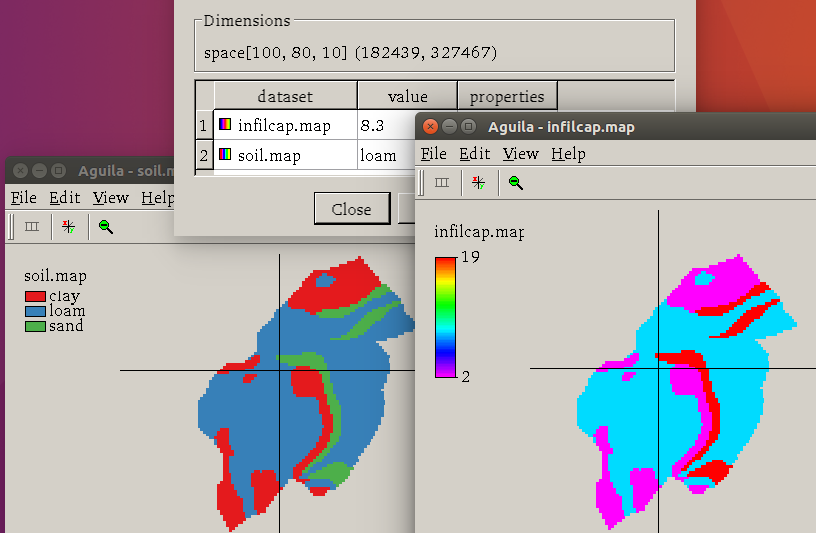 Dimensions
space[100, 80, 10] (182439, 327467)
dataset value properties
1 infilcap.map 8.3
2 soil.map loam
Close
Aguila - soil.m
File Edit View Help
soil.map
clay
loam
sand
Aguila - infilcap.map
File Edit View Help
infilcap.map
19
2